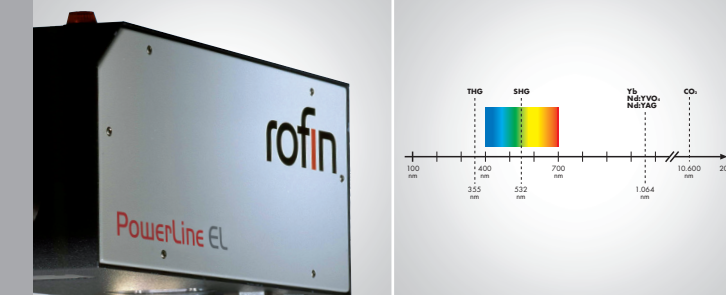 rofin
PowerLine EL
THG SHG Yb CO₂
Nd:YVO₄
Nd:YAG
100 400 700 10.600
nm nm nm nm
355 532 1.064
nm nm nm